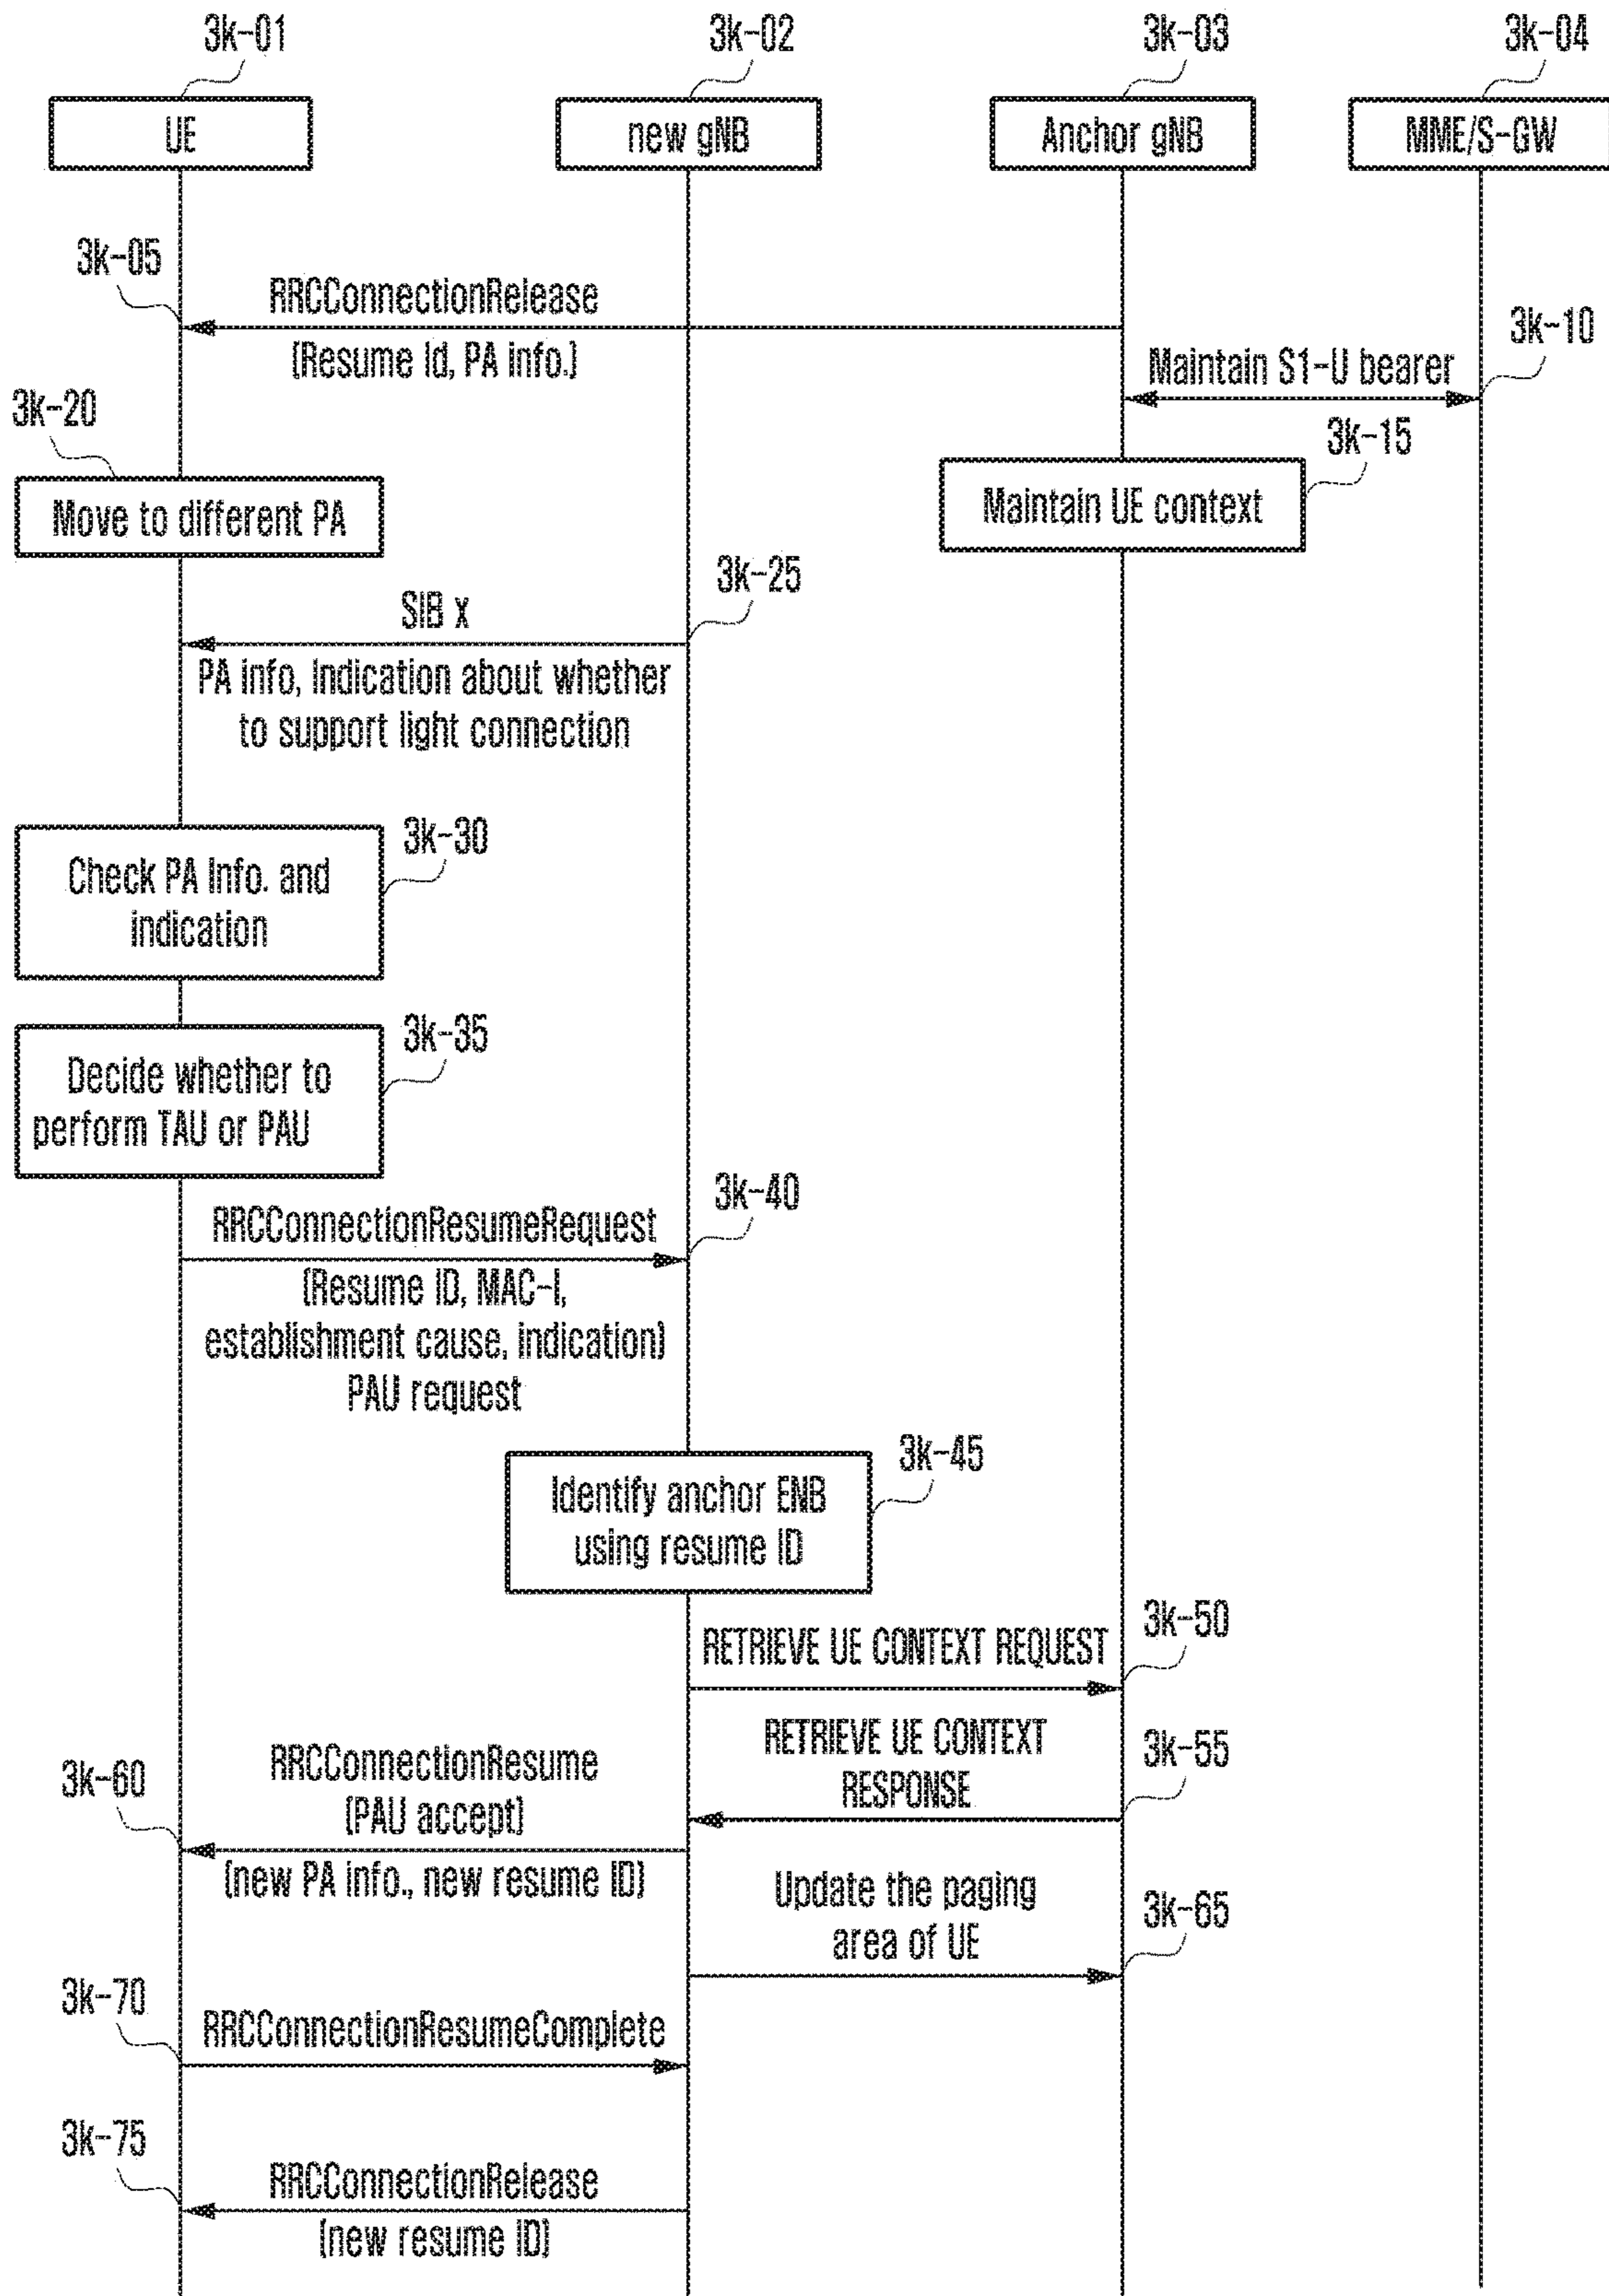 3k-01
3k-02
3k-03
3k-04
UE
new gNB
Anchor gNB
MME/S-GW
3k-05
RRCConnectionRelease
(Resume Id, PA info.)
3k-10
Maintain S1-U bearer
3k-20
3k-15
Move to different PA
Maintain UE context
3k-25
SIB x
PA info, Indication about whether
to support light connection
3k-30
Check PA Info. and
indication
3k-35
Decide whether to
perform TAU or PAU
3k-40
RRCConnectionResumeRequest
(Resume ID, MAC-I,
establishment cause, indication)
PAU request
3k-45
Identify anchor ENB
using resume ID
3k-50
RETRIEVE UE CONTEXT REQUEST
RETRIEVE UE CONTEXT
RESPONSE
3k-55
3k-60
RRCConnectionResume
(PAU accept)
(new PA info., new resume ID)
Update the paging
area of UE
3k-65
3k-70
RRCConnectionResumeComplete
3k-75
RRCConnectionRelease
(new resume ID)